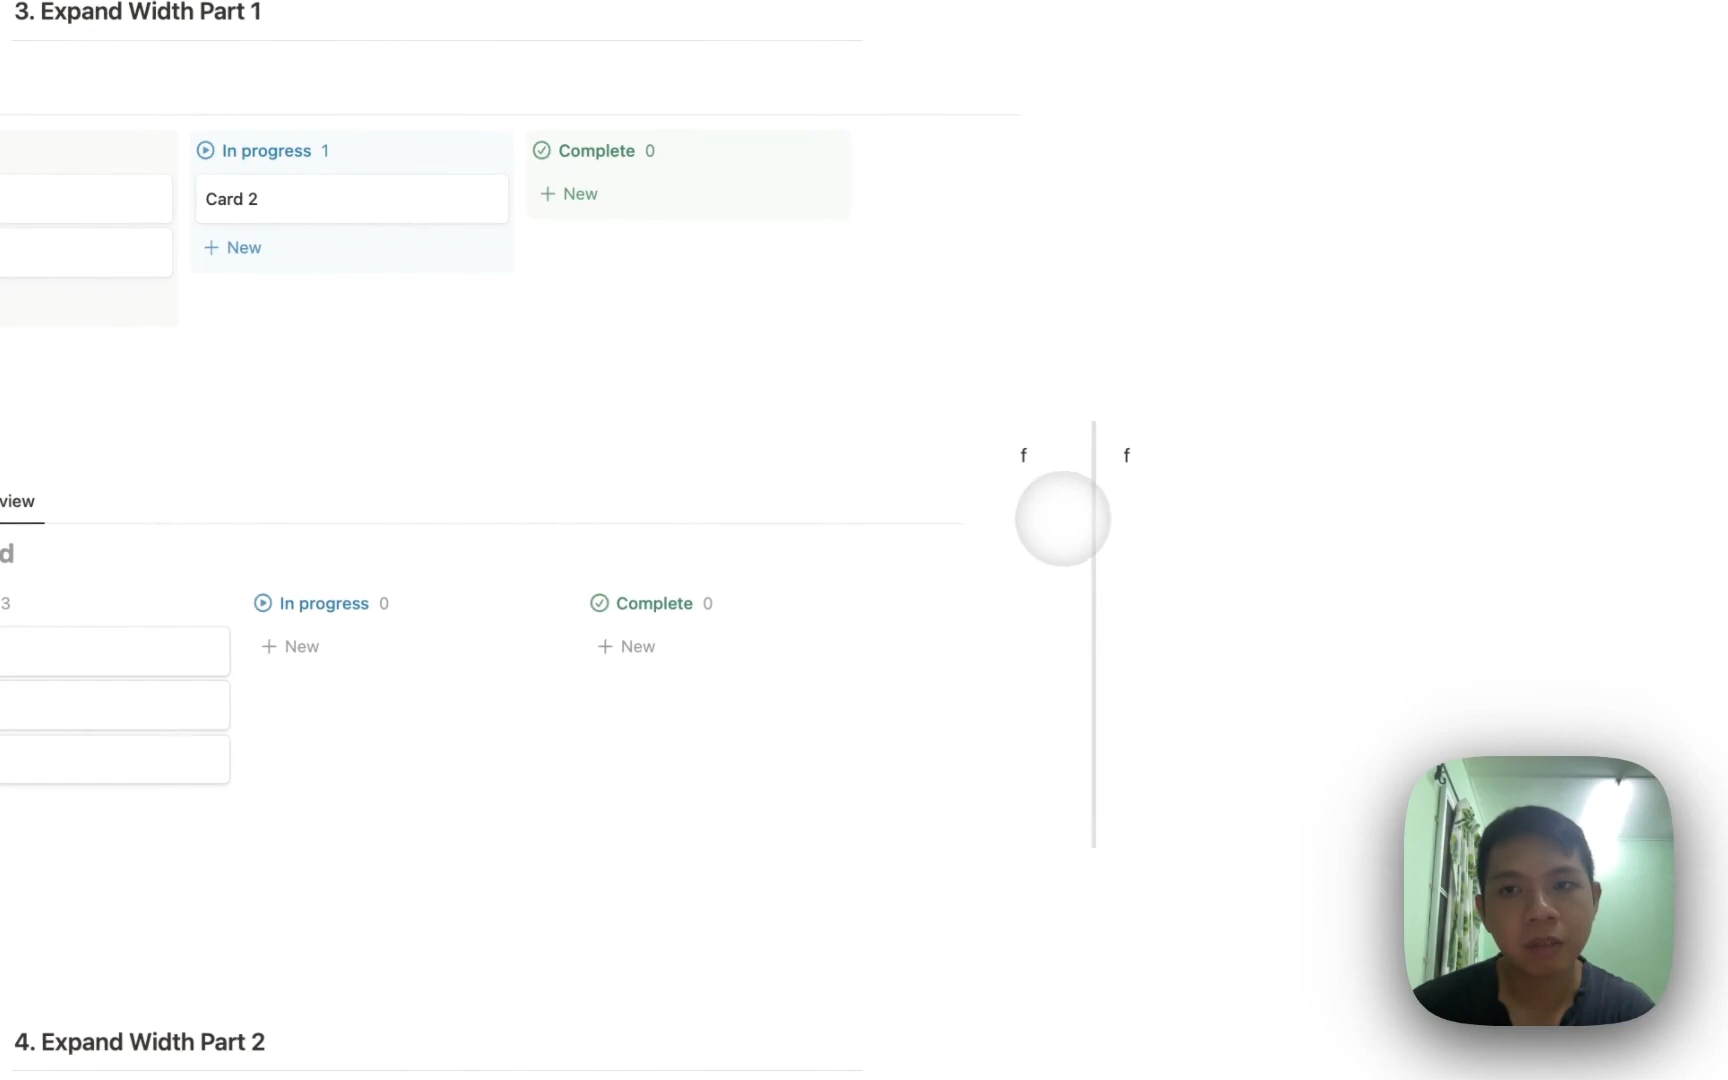 3. Expand Width Part 1
In progress 1
Complete 0
Card 2
+ New
+ New
f
f
view
d
3
In progress 0
Complete 0
+ New
+ New
4. Expand Width Part 2